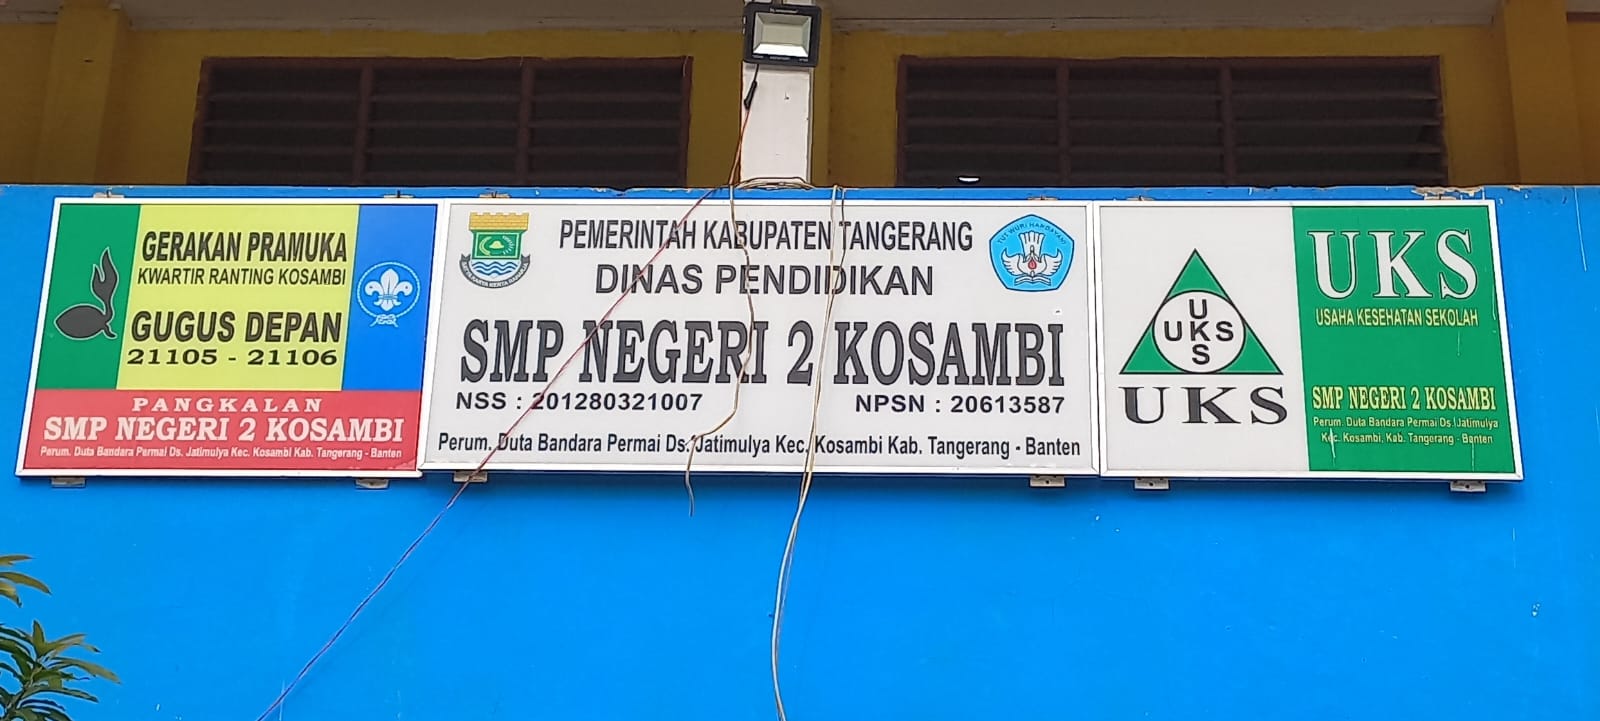 GERAKAN PRAMUKA
KWARTIR RANTING KOSAMBI
GUGUS DEPAN
21105 - 21106
PANGKALAN
SMP NEGERI 2 KOSAMBI
Perum. Duta Bandara Permai Ds. Jatimulya Kec. Kosambi Kab. Tangerang - Banten
PEMERINTAH KABUPATEN TANGERANG
DINAS PENDIDIKAN
TUT WURI HANDAYANI
SMP NEGERI 2 KOSAMBI
NSS : 201280321007
NPSN : 20613587
Perum. Duta Bandara Permai Ds. Jatimulya Kec. Kosambi Kab. Tangerang - Banten
UKS
UKS
UKS
UKS
USAHA KESEHATAN SEKOLAH
SMP NEGERI 2 KOSAMBI
Perum. Duta Bandara Permai Ds. Jatimulya
Kec. Kosambi, Kab. Tangerang - Banten